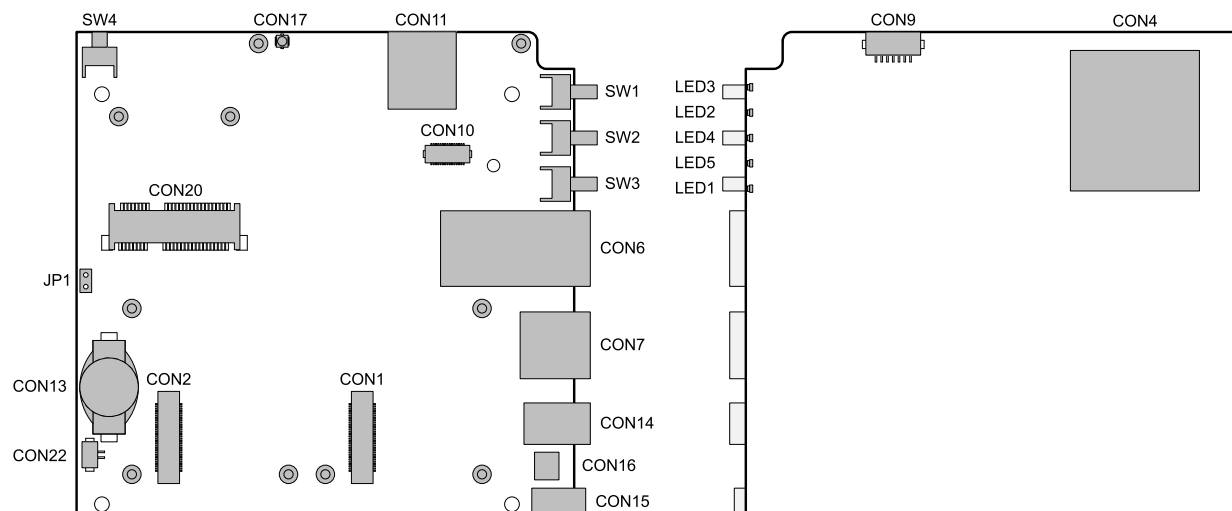 SW4
CON17
CON11
SW1
CON10
SW2
SW3
CON20
CON6
JP1
CON7
CON13
CON2
CON1
CON14
CON22
CON16
CON15
CON9
CON4
LED3
LED2
LED4
LED5
LED1